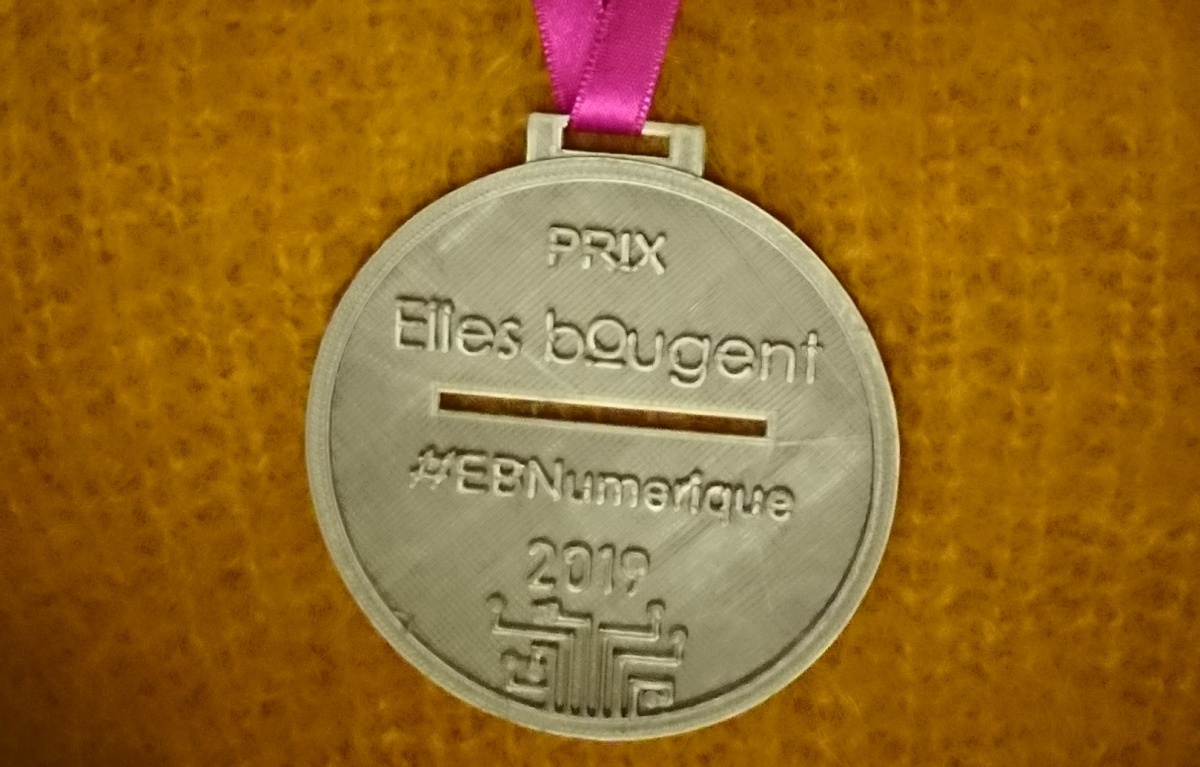 PRIX
Elles bougent
#EBNumerique
2019